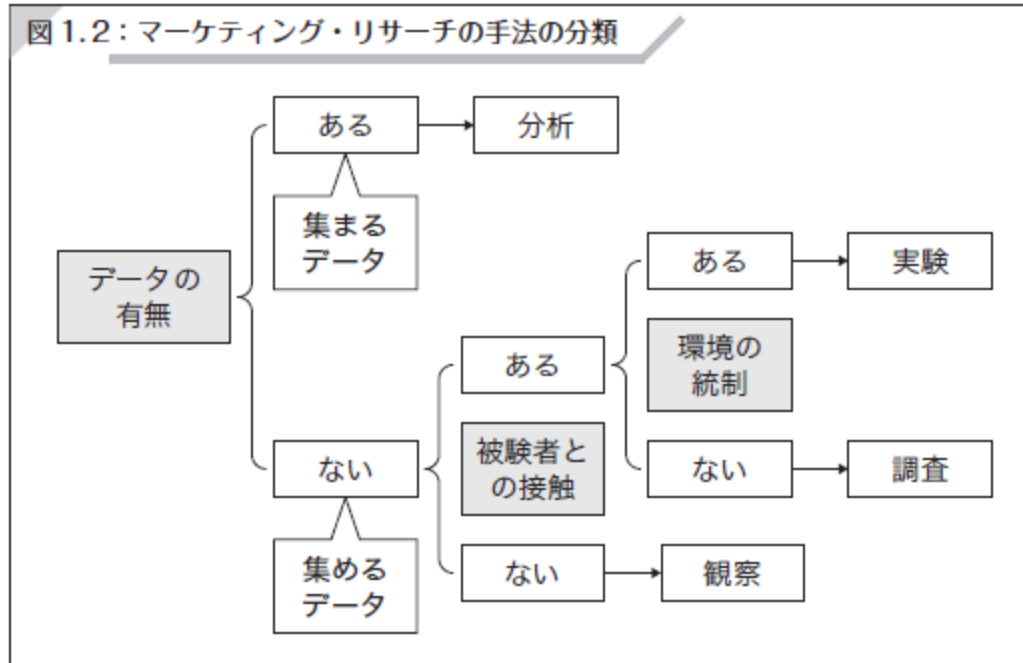 図1.2：マーケティング・リサーチの手法の分類
ある
分析
集まる
データ
データの
有無
ある
実験
環境の
統制
ある
被験者と
の接触
ない
調査
ない
集める
データ
ない
観察